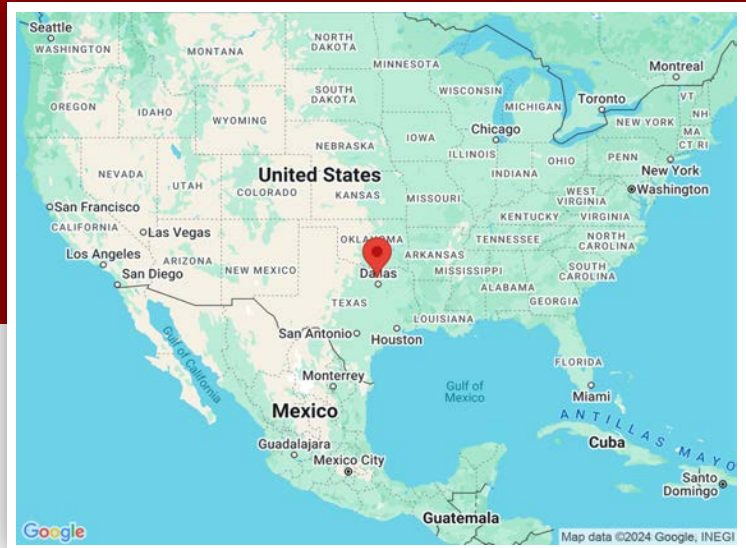 Seattle
WASHINGTON
MONTANA
NORTH
DAKOTA
MINNESOTA
Montreal
OREGON
IDAHO
WYOMING
SOUTH
DAKOTA
WISCONSIN
MICHIGAN
Toronto
VT
NH
NEW YORK
MA
CT RI
NEBRASKA
IOWA
Chicago
ILLINOIS
INDIANA
OHIO
PENN
New York
NEVADA
UTAH
COLORADO
United States
KANSAS
MISSOURI
WEST
VIRGINIA
Washington
San Francisco
CALIFORNIA
Las Vegas
KENTUCKY
VIRGINIA
Los Angeles
ARIZONA
NEW MEXICO
OKLAHOMA
ARKANSAS
TENNESSEE
NORTH
CAROLINA
San Diego
Dallas
MISSISSIPPI
ALABAMA
SOUTH
CAROLINA
GEORGIA
TEXAS
LOUISIANA
San Antonio
Houston
Gulf of
California
FLORIDA
Monterrey
Gulf of
Mexico
Miami
Mexico
ANTILLAS MAYO
Cuba
Guadalajara
Mexico City
Santo
Domingo
Guatemala
Google
Map data ©2024 Google, INEGI